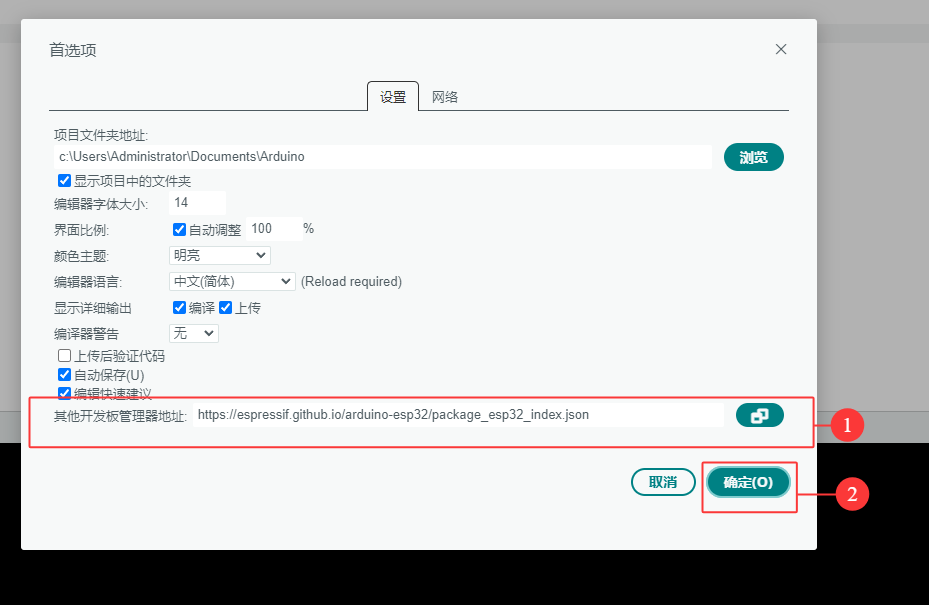 首选项
设置 网络
项目文件夹地址:
c:\Users\Administrator\Documents\Arduino
浏览
显示项目中的文件夹
编辑器字体大小: 14
界面比例: 自动调整 100 %
颜色主题: 明亮
编辑器语言: 中文(简体) (Reload required)
显示详细输出 编译 上传
编译器警告 无
上传后验证代码
自动保存(U)
编辑快速建议
其他开发板管理器地址: https://espressif.github.io/arduino-esp32/package_esp32_index.json
1
取消 确定(O)
2